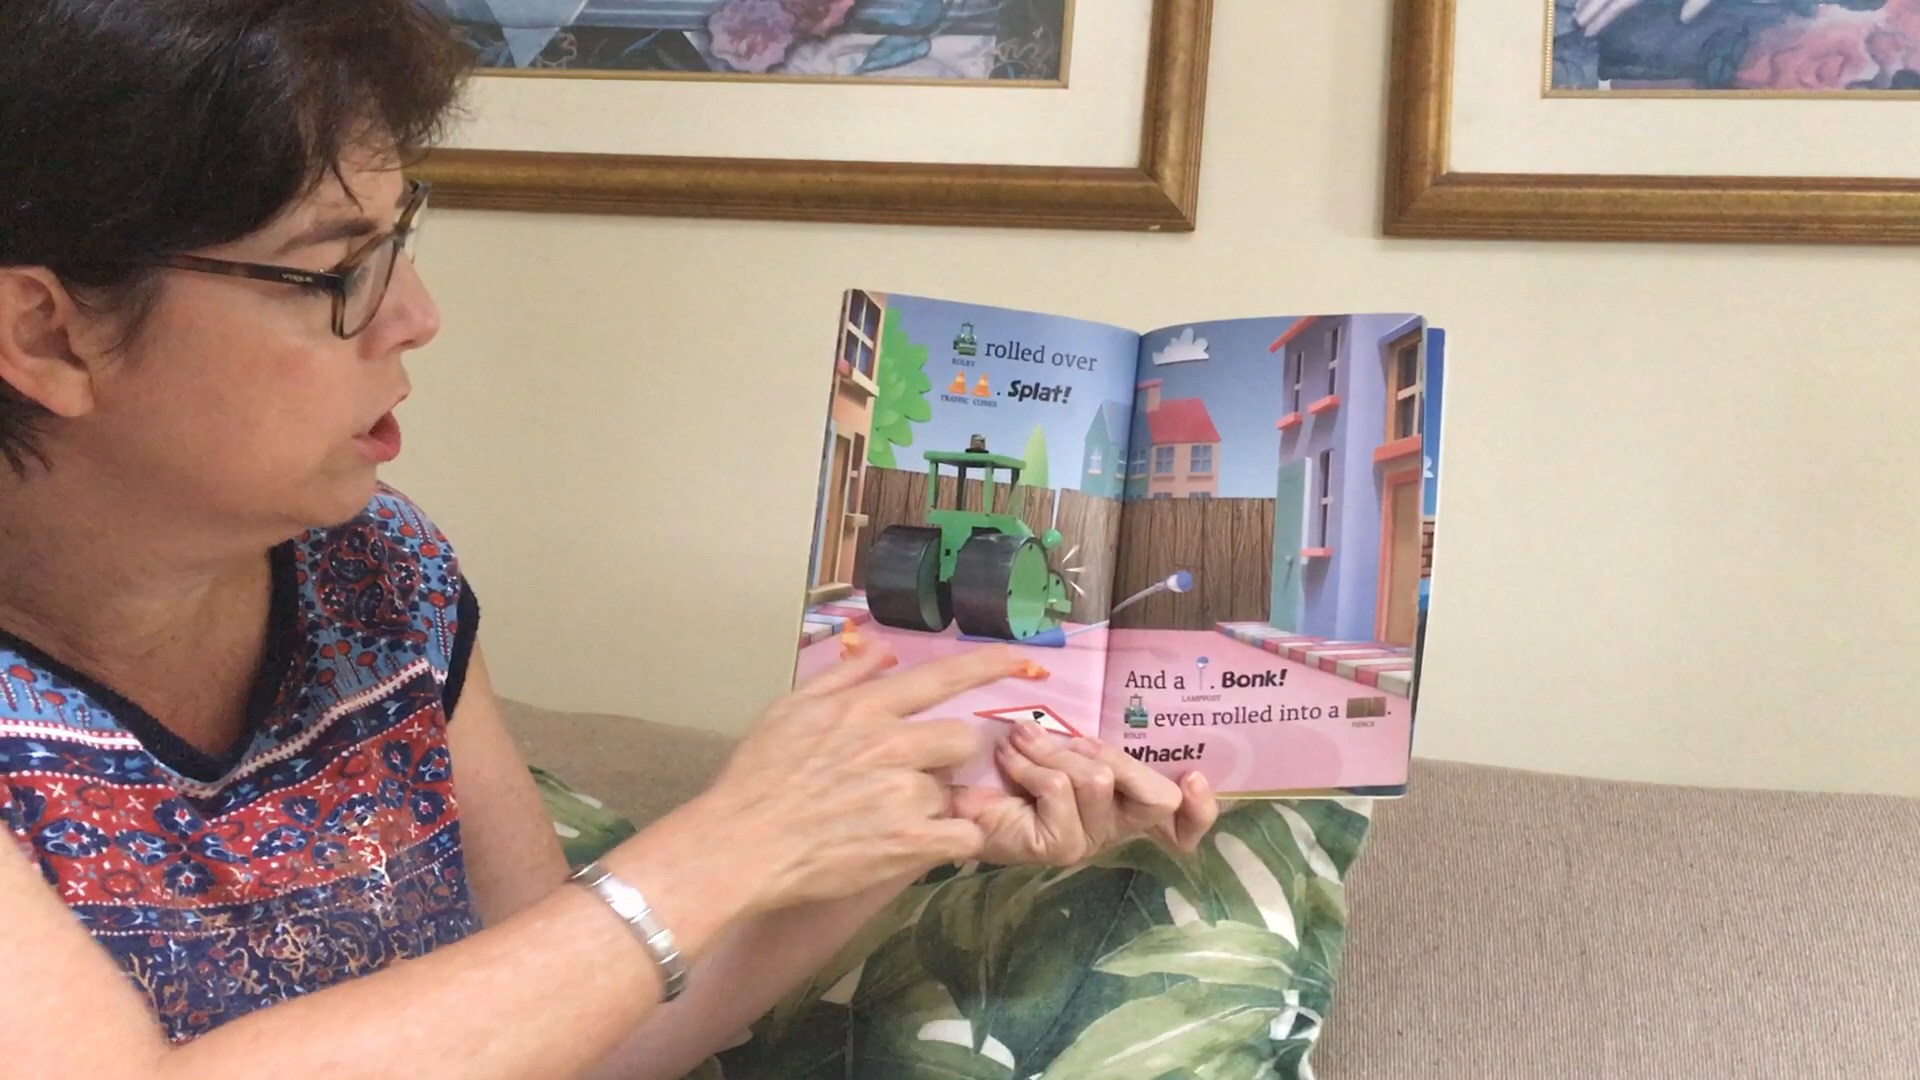 VOGUE
rolled over
ROLEY
. Splat!
TRAFFIC CONES
And a . Bonk!
LAMPPOST
even rolled into a .
ROLEY FENCE
Whack!